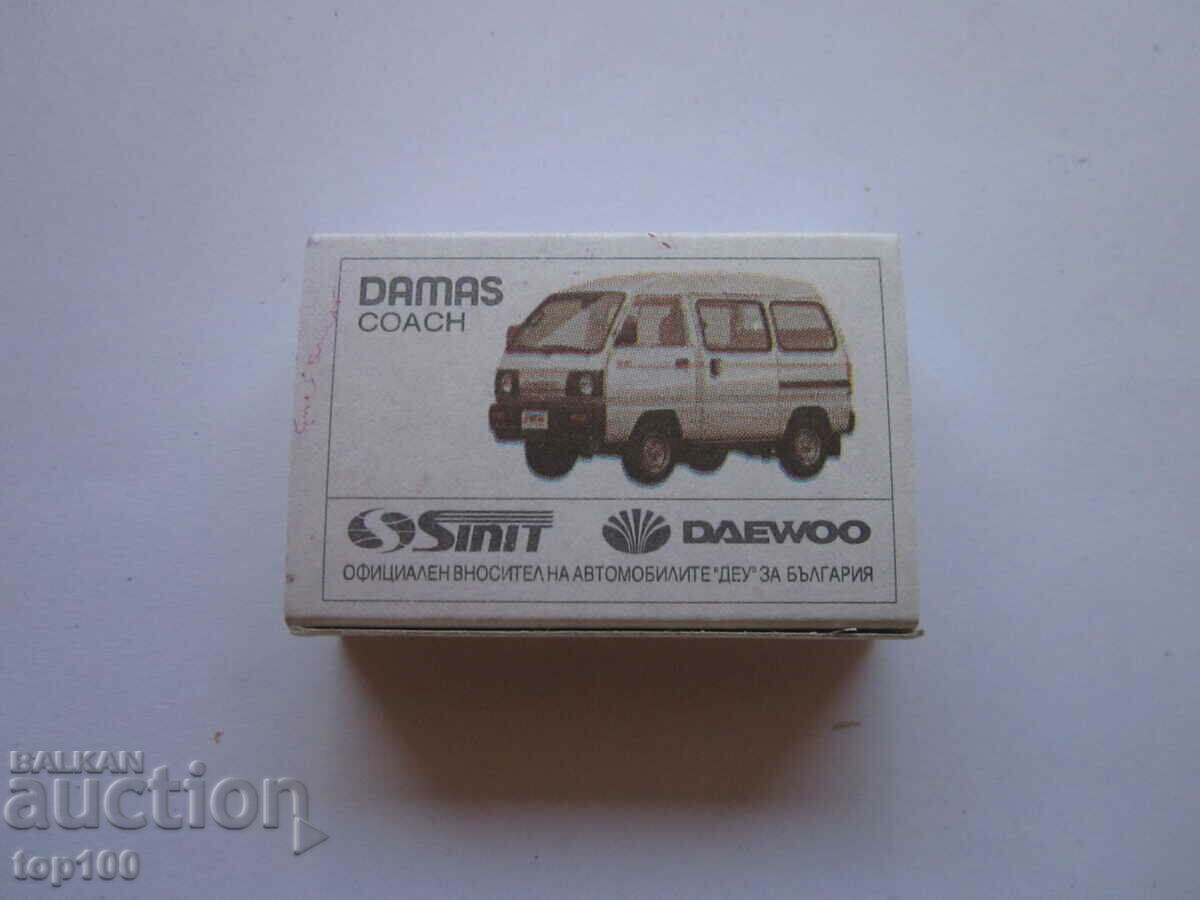 DAMAS
COACH
SINIT DAEWOO
ОФИЦИАЛЕН ВНОСИТЕЛ НА АВТОМОБИЛИТЕ "ДЕУ" ЗА БЪЛГАРИЯ
BALKAN
auction
top100